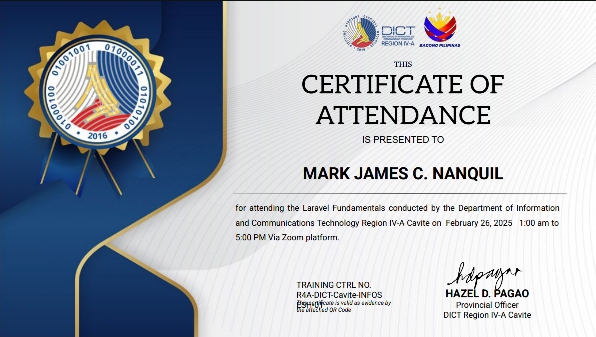 DICT
REGION IV-A
BAGONG PILIPINAS
01001001 01000011 01010100
01000100
2016
THIS
CERTIFICATE OF
ATTENDANCE
IS PRESENTED TO
MARK JAMES C. NANQUIL
for attending the Laravel Fundamentals conducted by the Department of Information
and Communications Technology Region IV-A Cavite on February 26, 2025 1:00 am to
5:00 PM Via Zoom platform.
TRAINING CTRL NO.
R4A-DICT-Cavite-INFOS
This certificate is valid as evidence by
the attached QR Code
HAZEL D. PAGAO
Provincial Officer
DICT Region IV-A Cavite